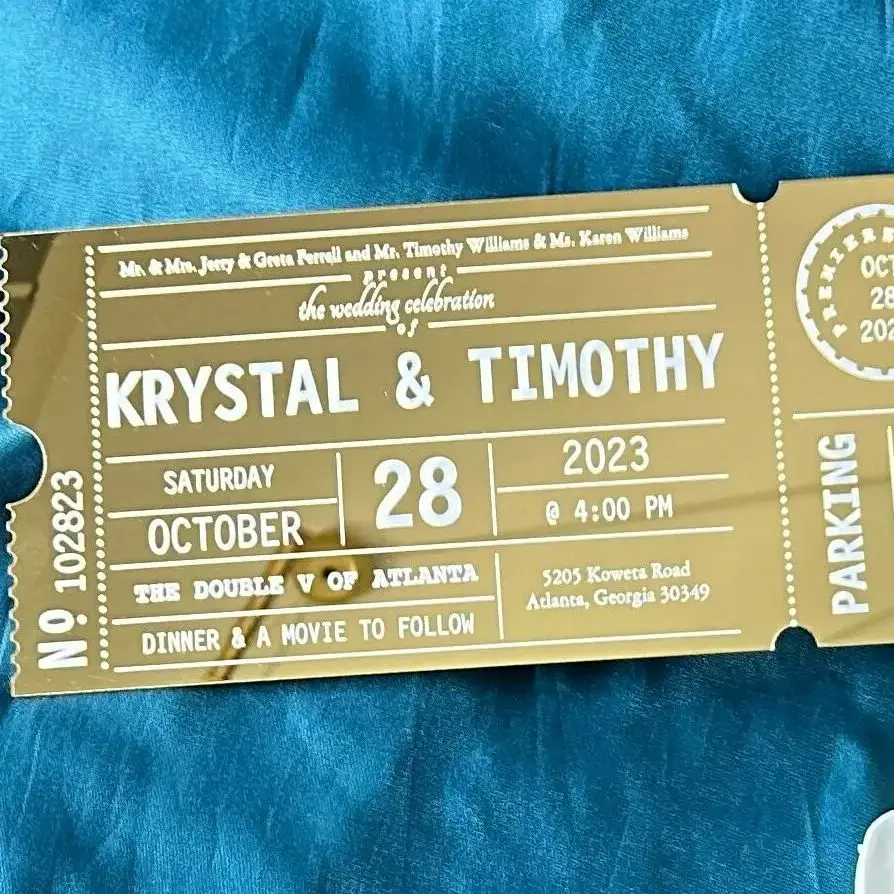 Mr. & Mrs. Jerry & Greta Ferrell and Mr. Timothy Williams & Ms. Karen Williams
present
the wedding celebration
of
KRYSTAL & TIMOTHY
SATURDAY
OCTOBER
28
2023
@ 4:00 PM
THE DOUBLE V OF ATLANTA
DINNER & A MOVIE TO FOLLOW
5205 Koweta Road
Atlanta, Georgia 30349
Nº 102823
PREMIERE
OCT
28
202
PARKING